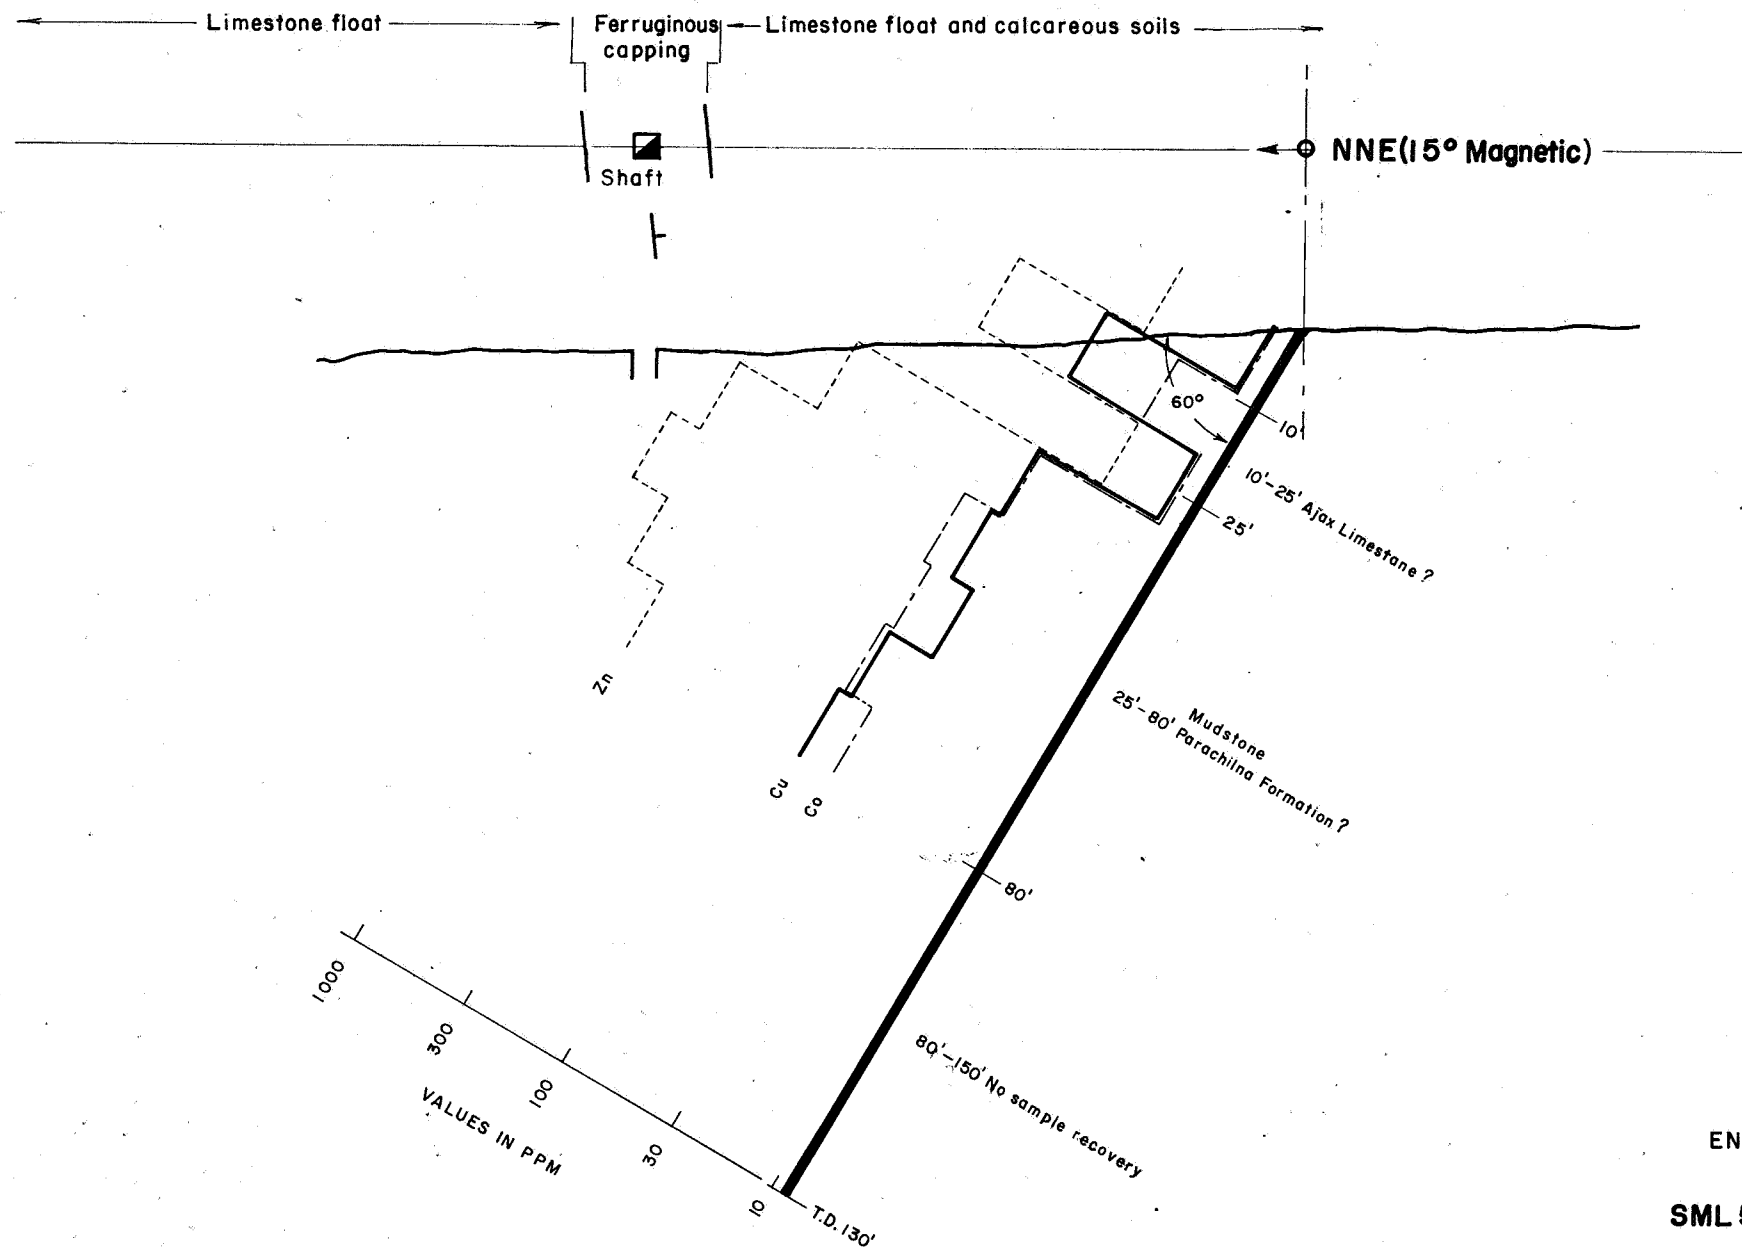 Limestone float
Ferruginous
capping
Limestone float and calcareous soils
Shaft
NNE(15° Magnetic)
60°
10'
10'-25' Ajax Limestane ?
25'
Mudstone
25'-80' Parachilna Formation ?
Zn
Cu
Co
80'
80'-150' No sample recovery
1000
300
100
30
10
VALUES IN PPM
T.D. 130'
EN
SML 5